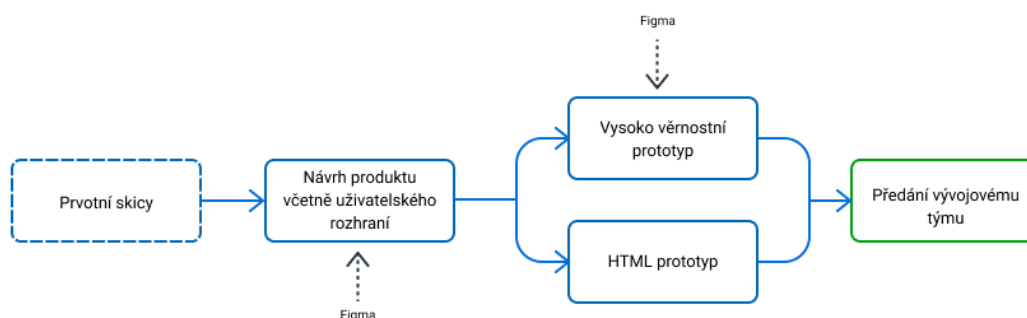 Figma
Vysoko věrnostní
prototyp
Prvotní skicy
Návrh produktu
včetně uživatelského
rozhraní
Předání vývojovému
týmu
HTML prototyp
Figma